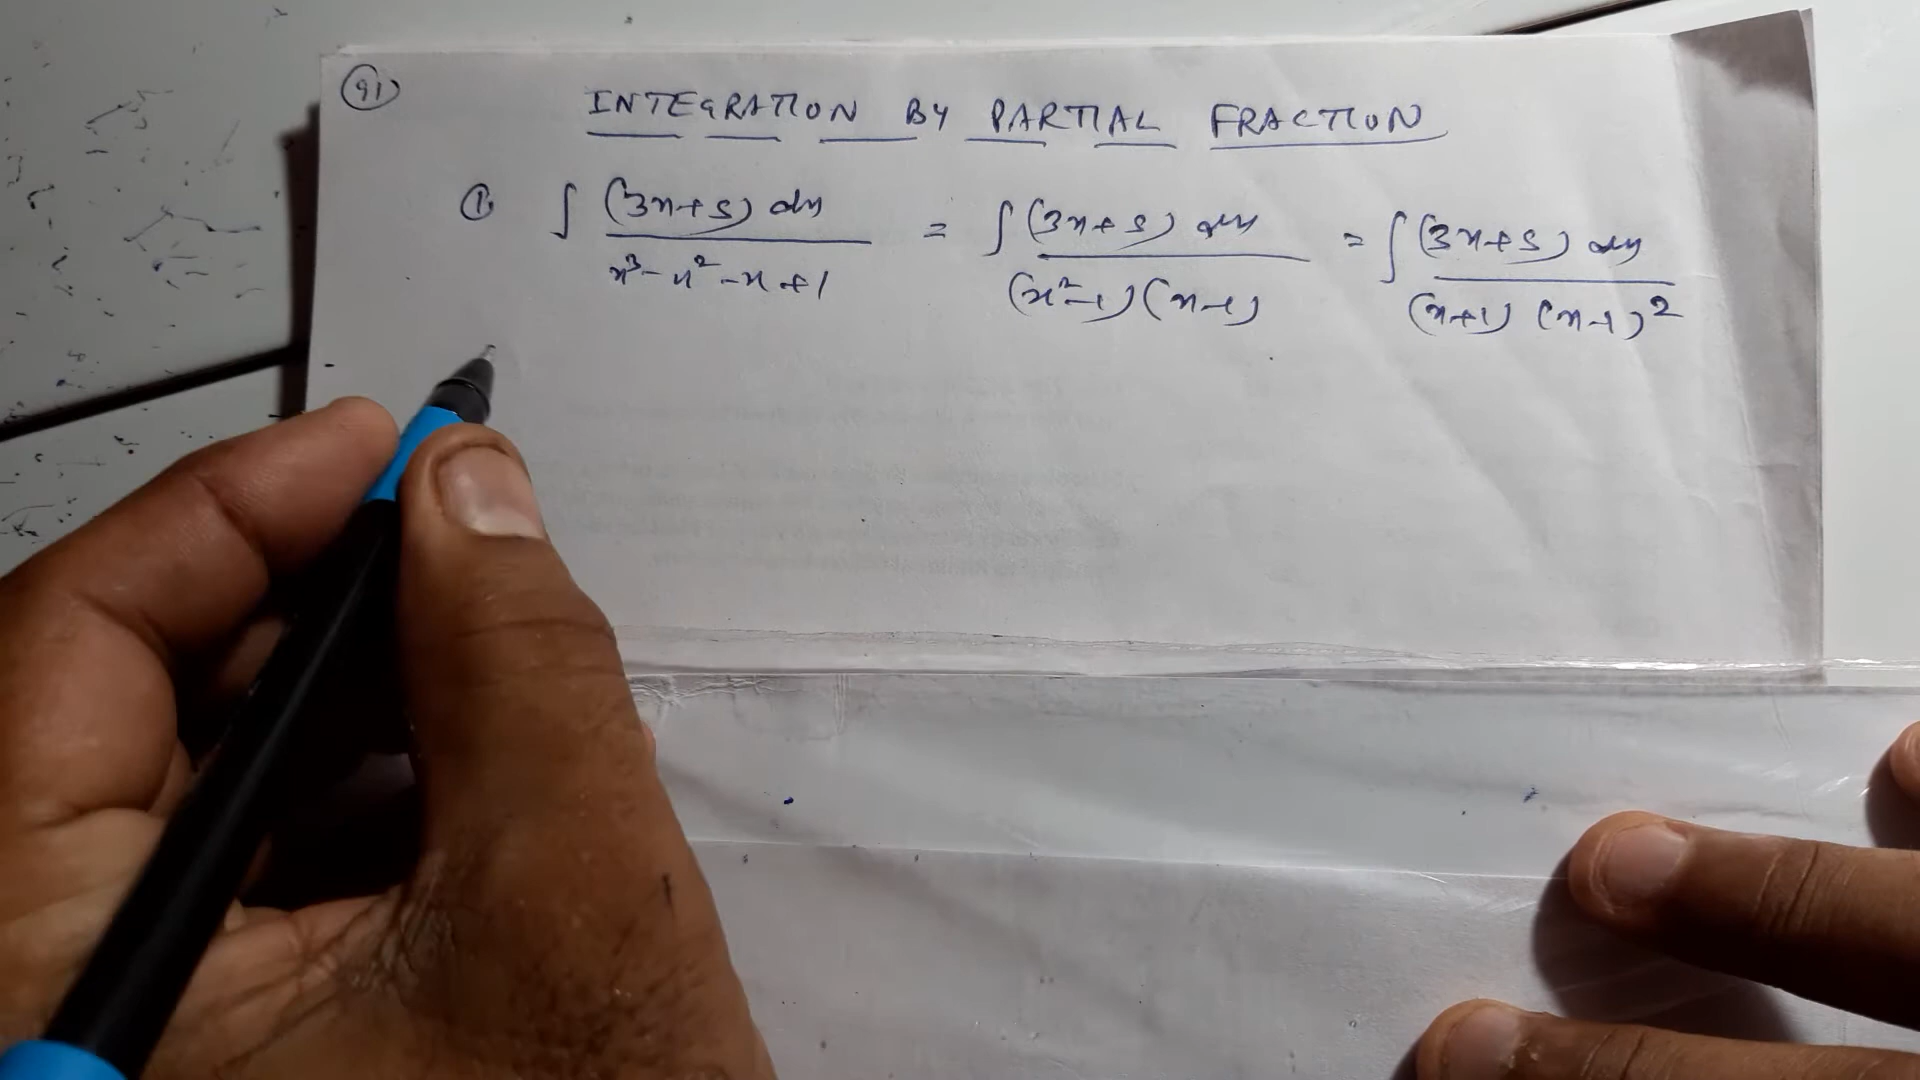 91
INTEGRATION BY PARTIAL FRACTION
① ∫ (3x+5) dx / x³-x²-x+1 = ∫ (3x+5) dx / (x²-1)(x-1) = ∫ (3x+5) dx / (x+1) (x-1)²